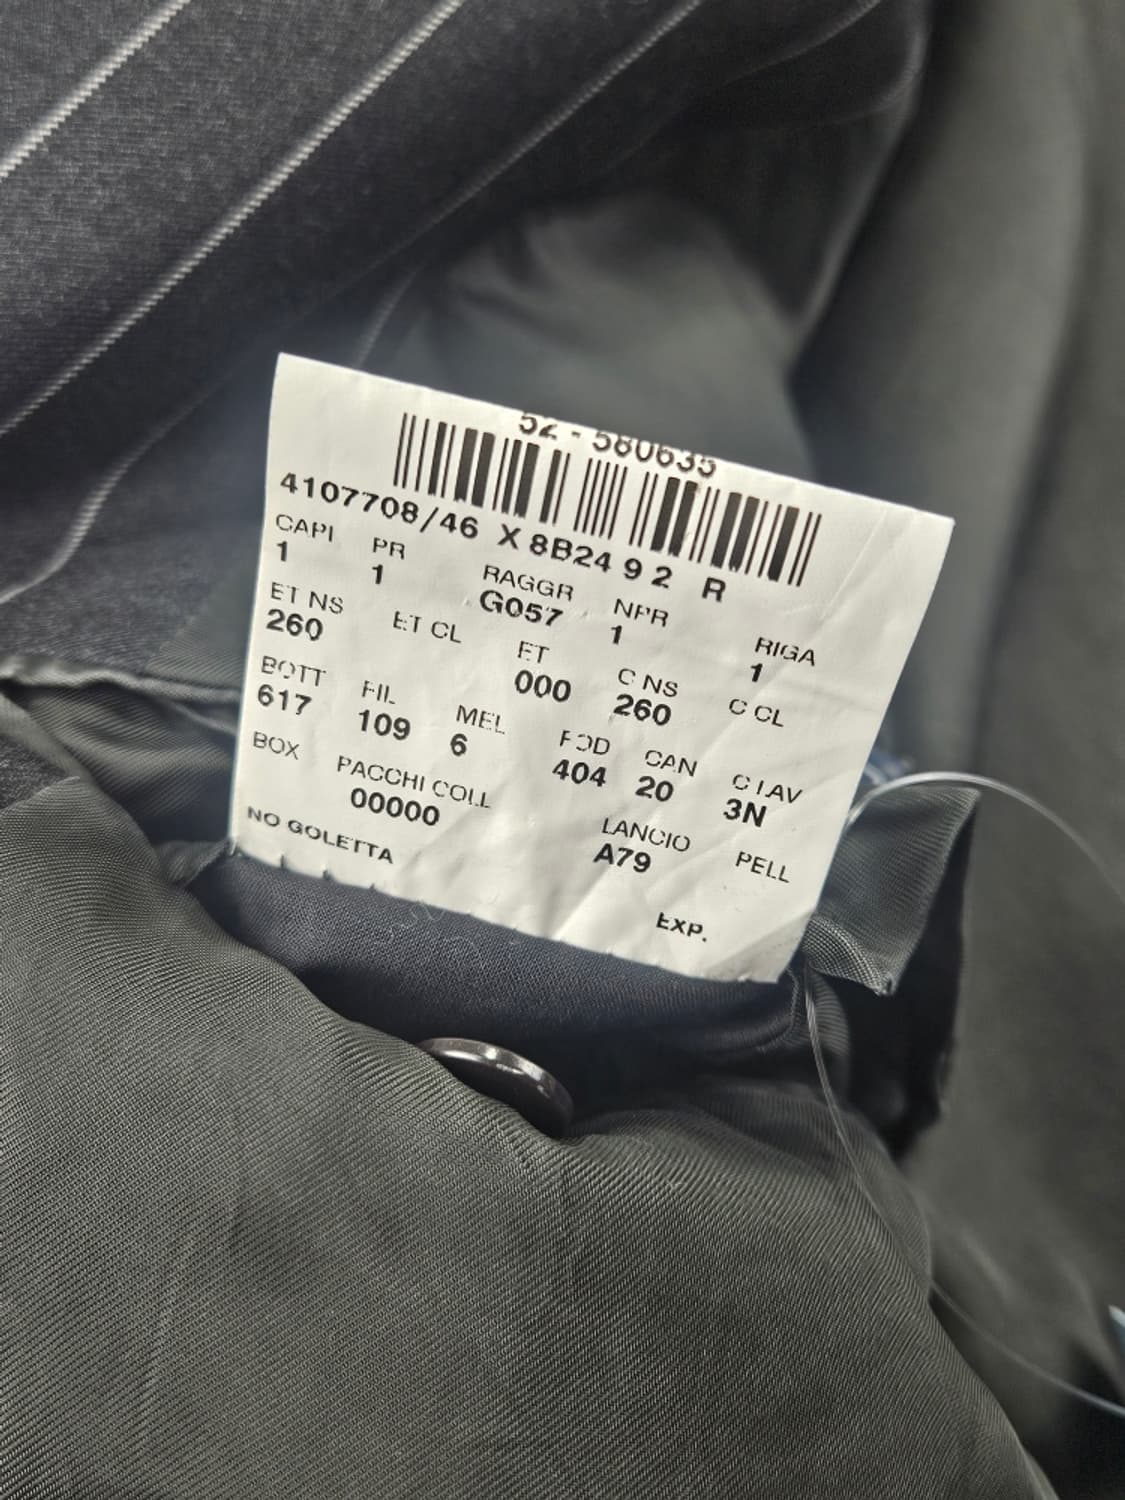 52 - 580635
4107708/46 X 8B24 9 2 R
CAPI PR RAGGR NPR RIGA
1 1 G057 1 1
ET NS ET CL ET C NS C CL
260 000 260
BOTT FIL MEL FOD CAN C LAV
617 109 6 404 20 3N
BOX PACCHI COLL LANCIO PELL
00000 A79
NO GOLETTA EXP.